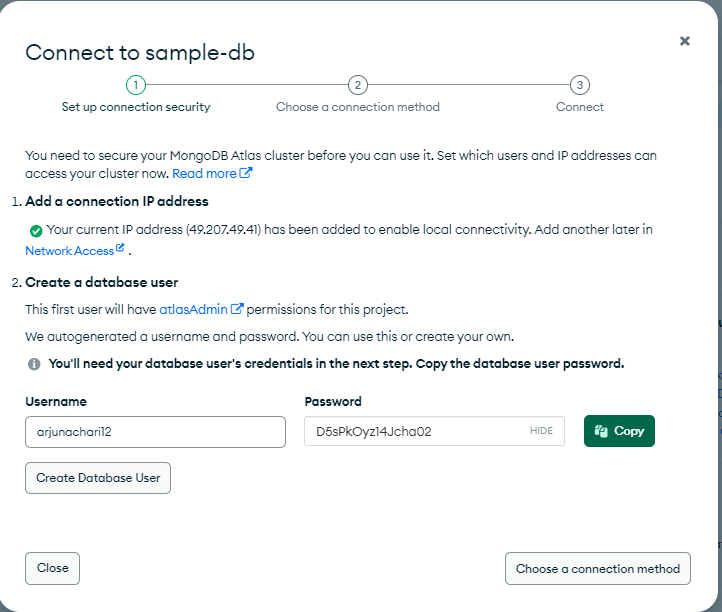 Connect to sample-db
1
2
3
Set up connection security
Choose a connection method
Connect
You need to secure your MongoDB Atlas cluster before you can use it. Set which users and IP addresses can
access your cluster now. Read more
1. Add a connection IP address
Your current IP address (49.207.49.41) has been added to enable local connectivity. Add another later in
Network Access .
2. Create a database user
This first user will have atlasAdmin permissions for this project.
We autogenerated a username and password. You can use this or create your own.
You'll need your database user's credentials in the next step. Copy the database user password.
Username
Password
arjunachari12
D5sPkOyz14Jcha02
HIDE
Copy
Create Database User
Close
Choose a connection method